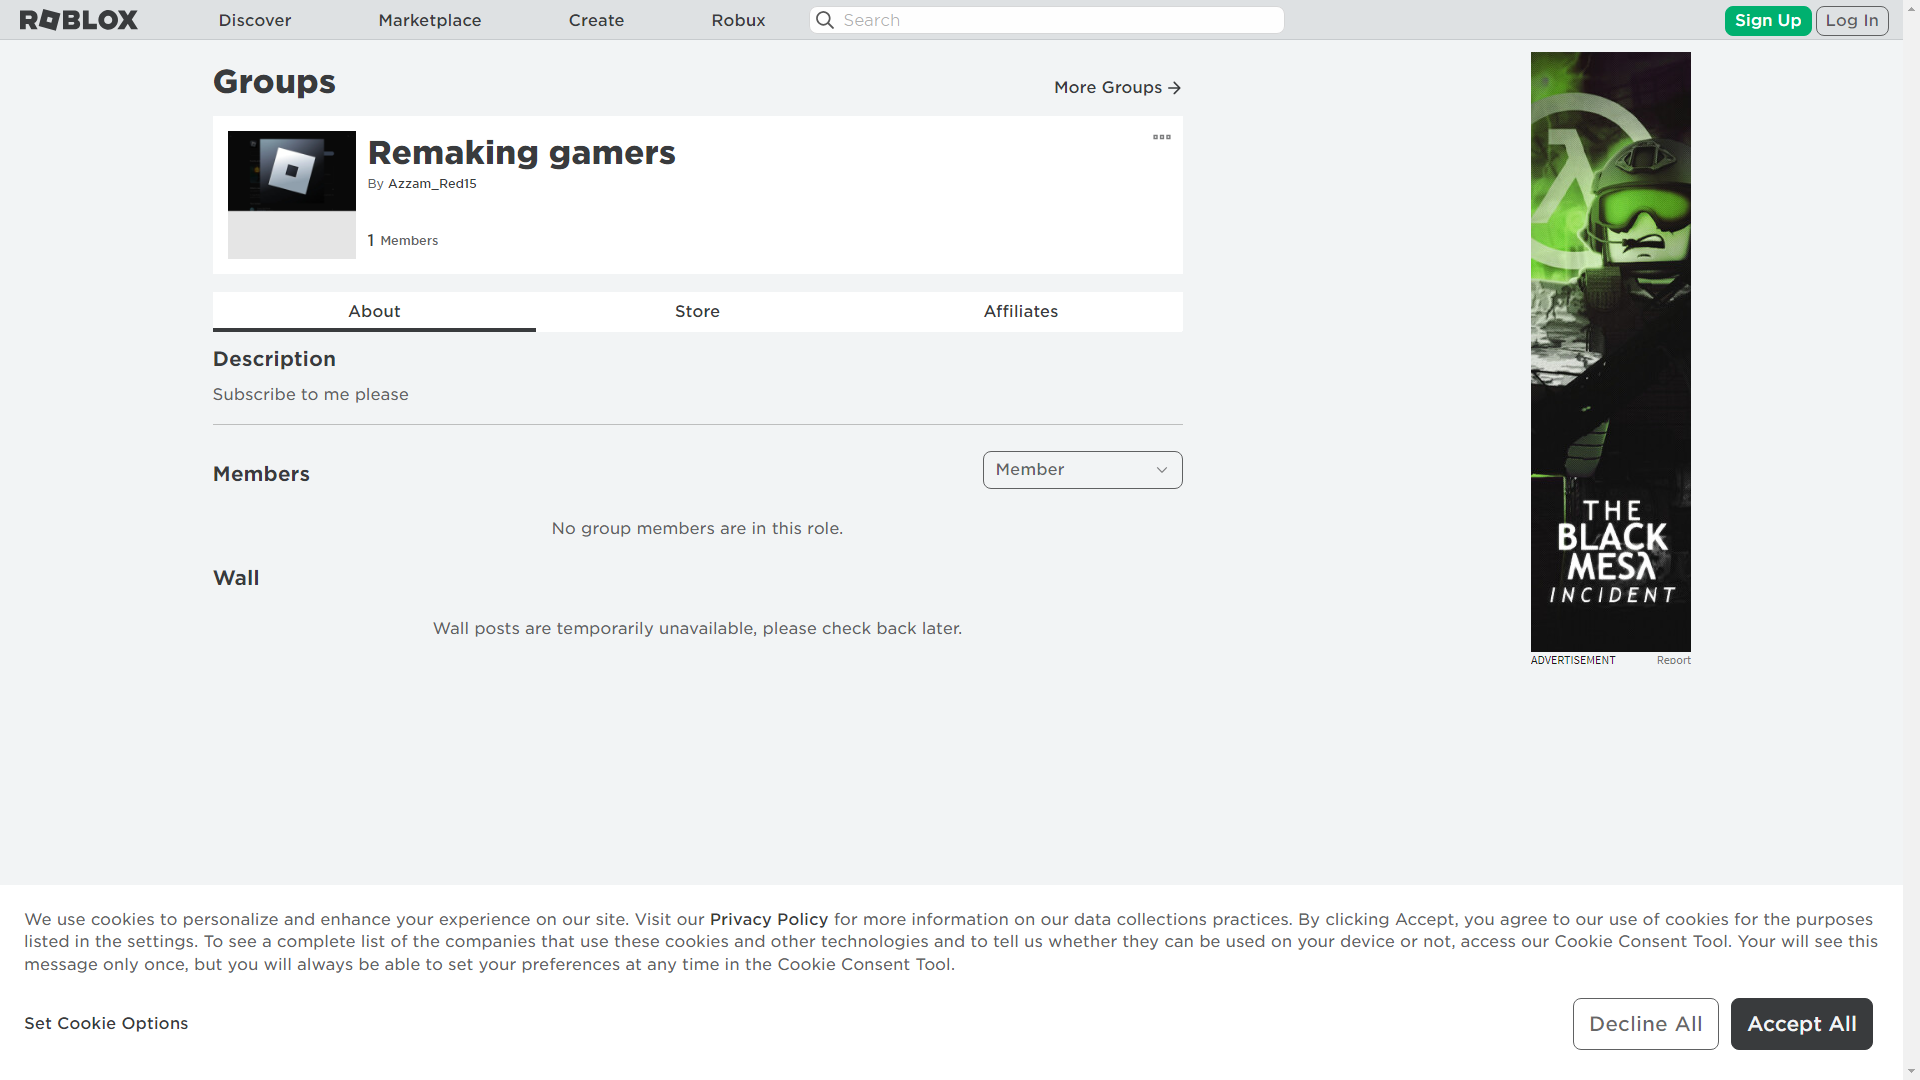 ROBLOX Discover Marketplace Create Robux Search Sign Up Log In
Groups More Groups
Remaking gamers
By Azzam_Red15
1 Members
About Store Affiliates
Description
Subscribe to me please
Members Member
No group members are in this role.
Wall
Wall posts are temporarily unavailable, please check back later.
THE
BLACK
MESλ
INCIDENT
ADVERTISEMENT Report
We use cookies to personalize and enhance your experience on our site. Visit our Privacy Policy for more information on our data collections practices. By clicking Accept, you agree to our use of cookies for the purposes
listed in the settings. To see a complete list of the companies that use these cookies and other technologies and to tell us whether they can be used on your device or not, access our Cookie Consent Tool. Your will see this
message only once, but you will always be able to set your preferences at any time in the Cookie Consent Tool.
Set Cookie Options Decline All Accept All